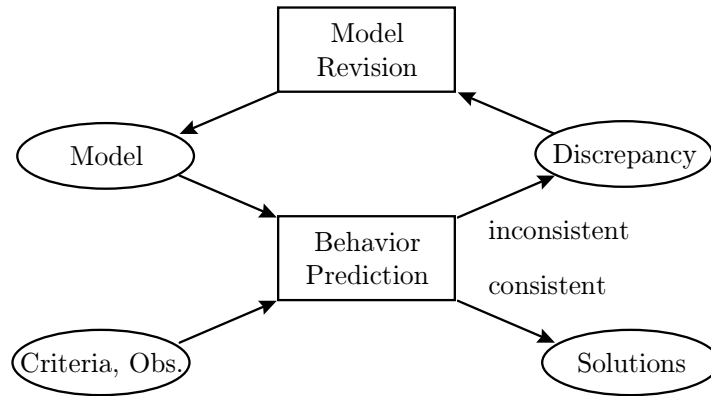 Model
Revision
Model
Discrepancy
Behavior
Prediction
inconsistent
consistent
Criteria, Obs.
Solutions